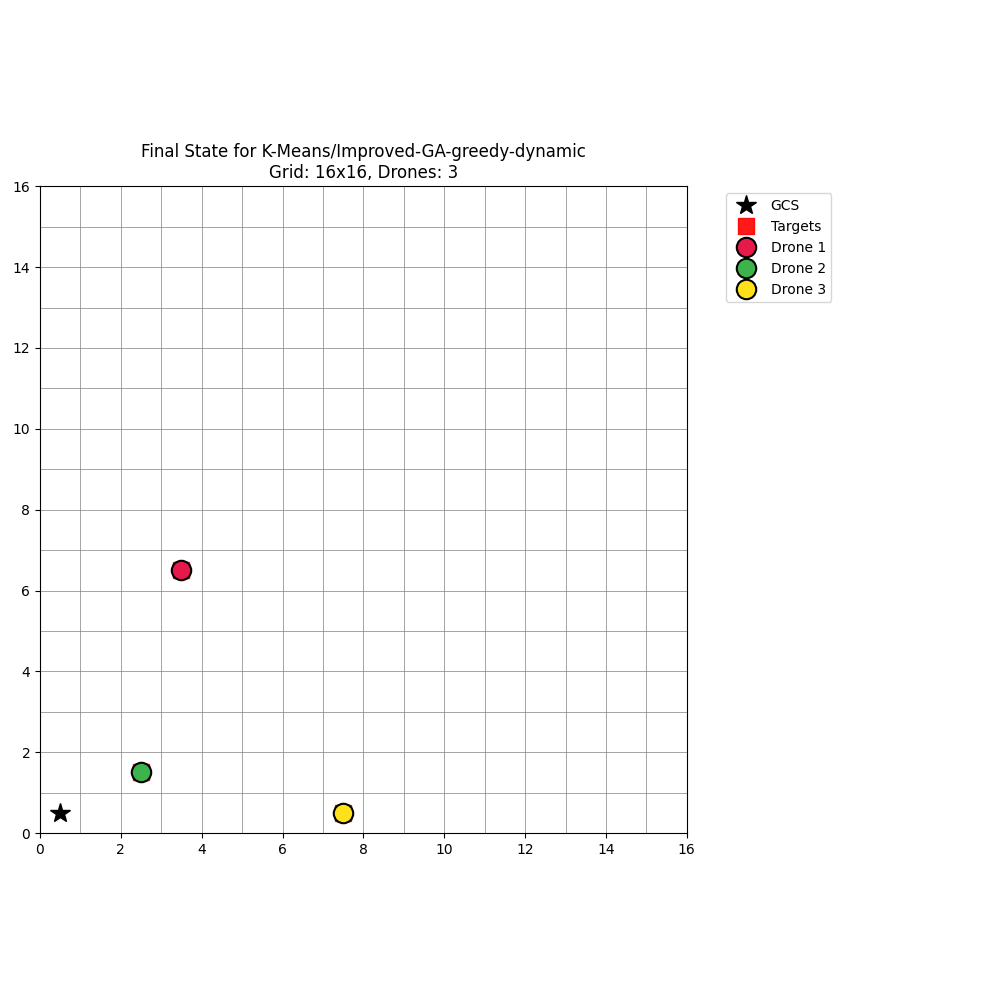 Final State for K-Means/Improved-GA-greedy-dynamic
Grid: 16x16, Drones: 3
GCS
Targets
Drone 1
Drone 2
Drone 3
16
14
12
10
8
6
4
2
0
0 2 4 6 8 10 12 14 16